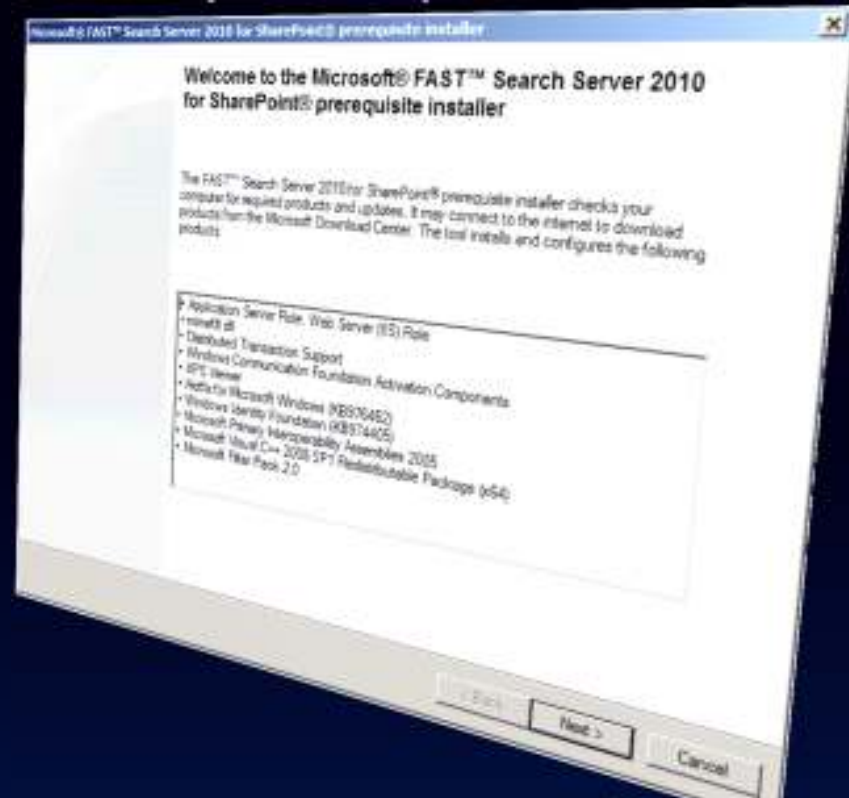 Microsoft® FAST™ Search Server 2010 for SharePoint® prerequisite installer
Welcome to the Microsoft® FAST™ Search Server 2010
for SharePoint® prerequisite installer
The FAST™ Search Server 2010 for SharePoint® prerequisite installer checks your
computer for required products and updates. It may connect to the internet to download
products from the Microsoft Download Center. The tool installs and configures the following
products
• Application Server Role, Web Server (IIS) Role
• Distributed Transaction Support
• Windows Communication Foundation Activation Components
• XPS Viewer
• Hotfix for Microsoft Windows (KB976462)
• Windows Identity Foundation (KB974405)
• Microsoft Primary Interoperability Assemblies 2005
• Microsoft Visual C++ 2008 SP1 Redistributable Package (x64)
• Microsoft Filter Pack 2.0
< Back
Next >
Cancel